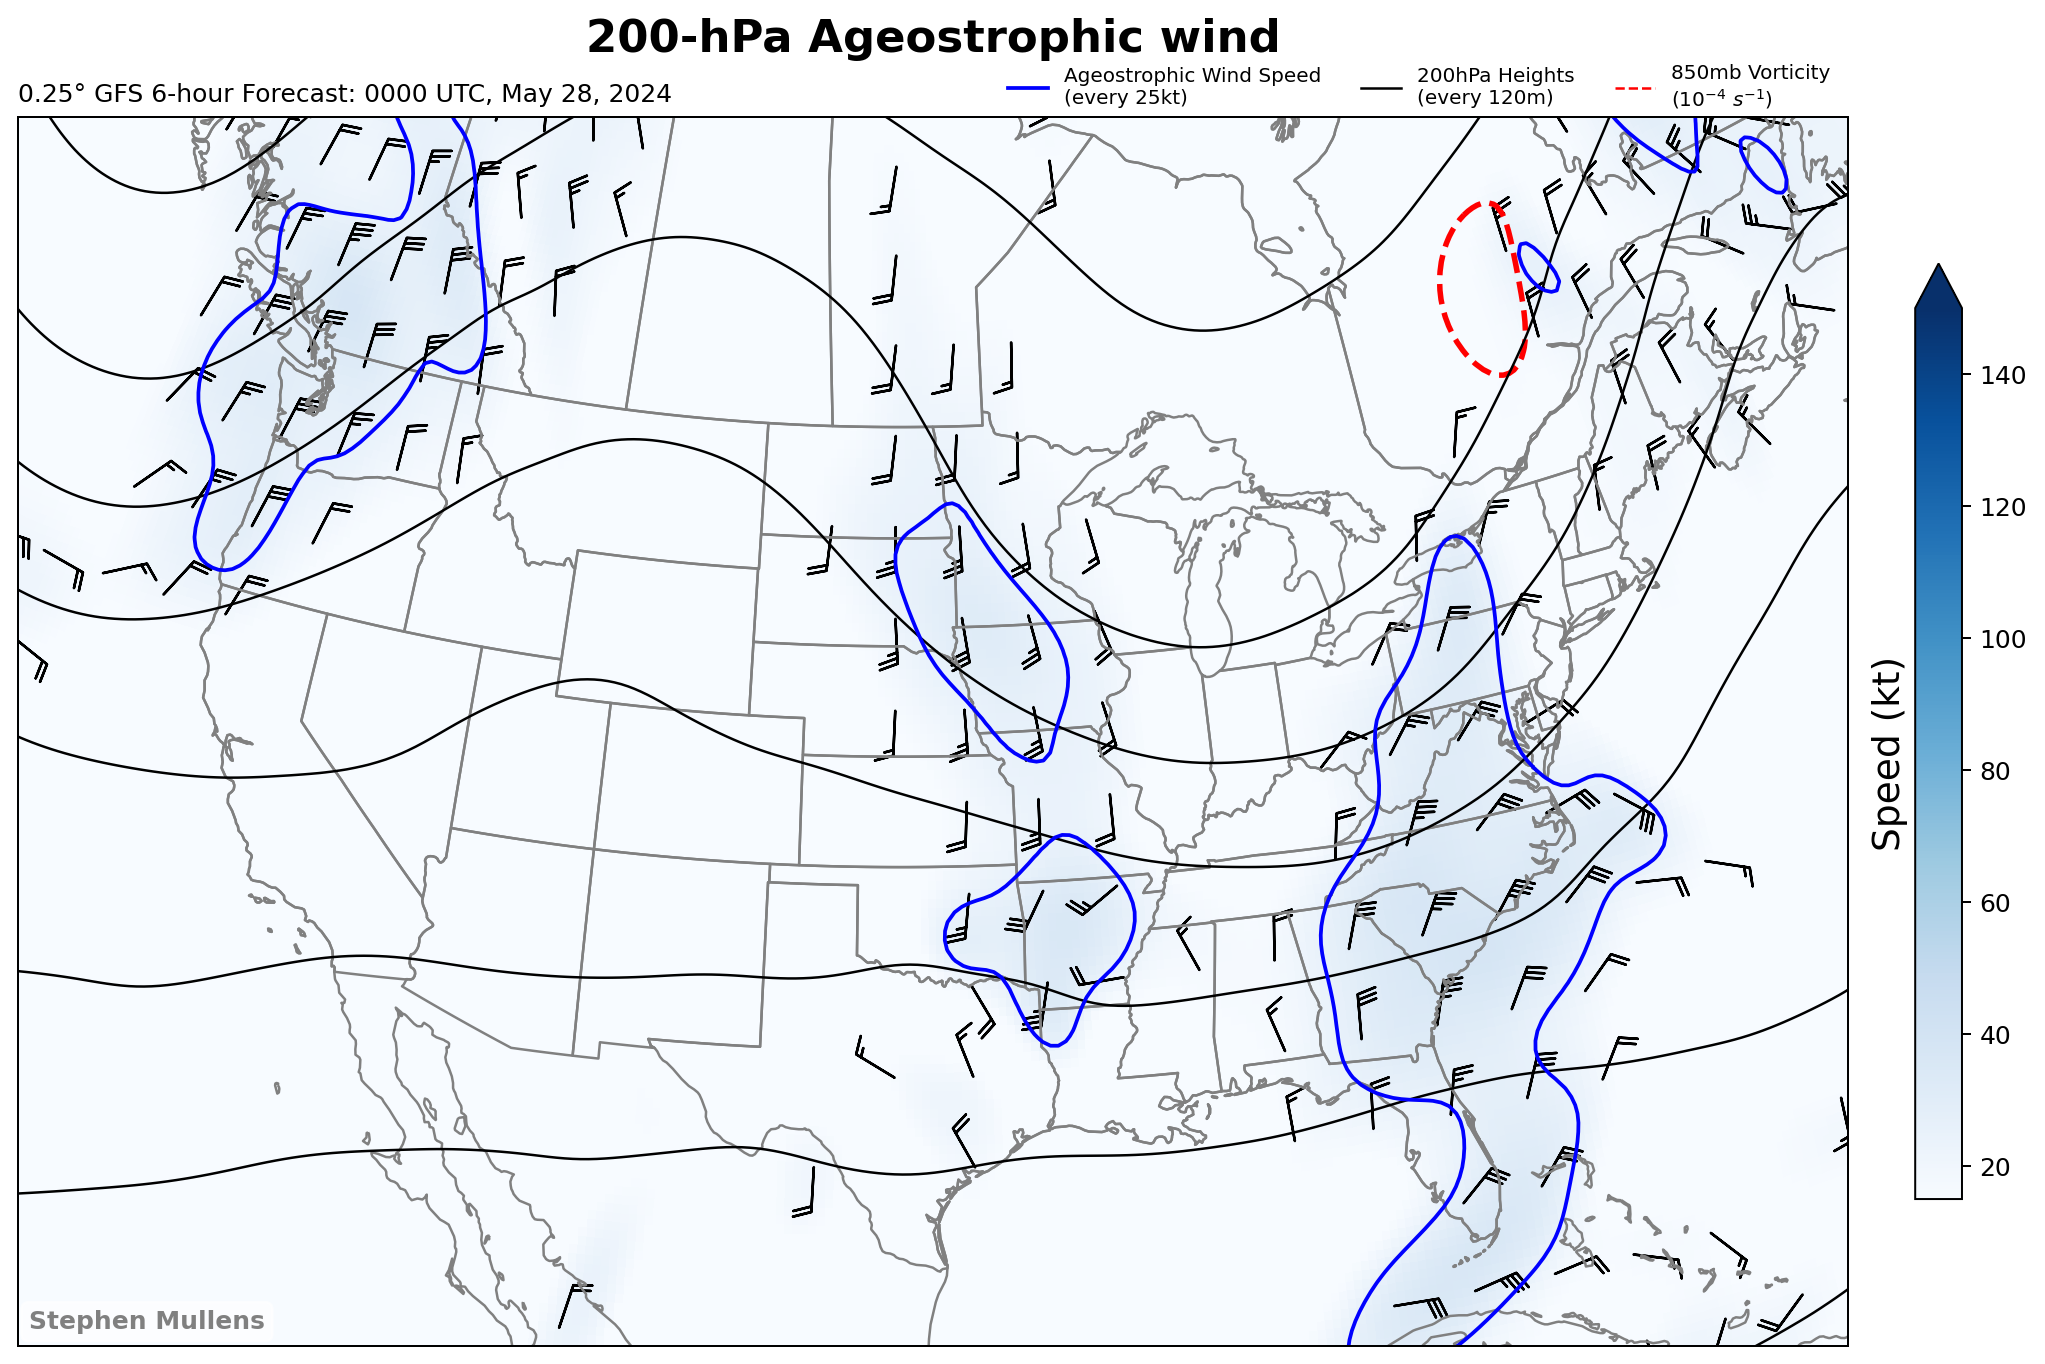 200-hPa Ageostrophic wind
0.25° GFS 6-hour Forecast: 0000 UTC, May 28, 2024
Ageostrophic Wind Speed
(every 25kt)
200hPa Heights
(every 120m)
850mb Vorticity
(10⁻⁴ s⁻¹)
140
120
100
80
60
40
20
Speed (kt)
Stephen Mullens